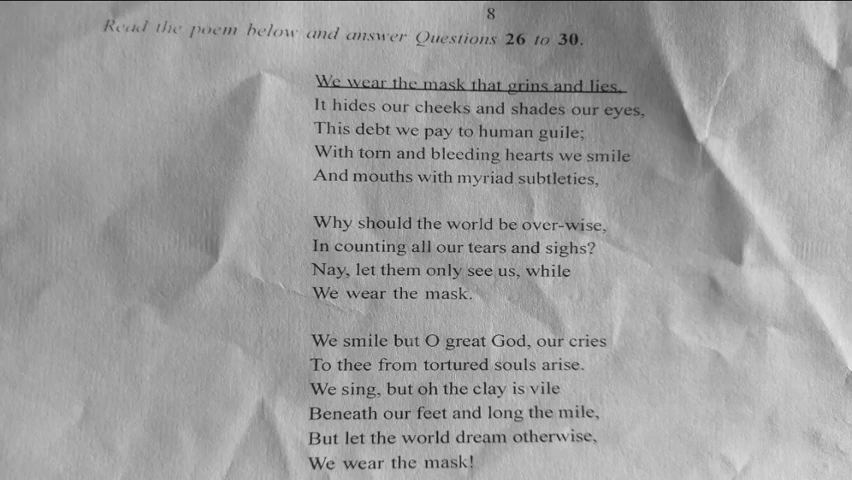 8
Read the poem below and answer Questions 26 to 30.
We wear the mask that grins and lies,
It hides our cheeks and shades our eyes,
This debt we pay to human guile;
With torn and bleeding hearts we smile
And mouths with myriad subtleties,
Why should the world be over-wise,
In counting all our tears and sighs?
Nay, let them only see us, while
We wear the mask.
We smile but O great God, our cries
To thee from tortured souls arise.
We sing, but oh the clay is vile
Beneath our feet and long the mile,
But let the world dream otherwise,
We wear the mask!